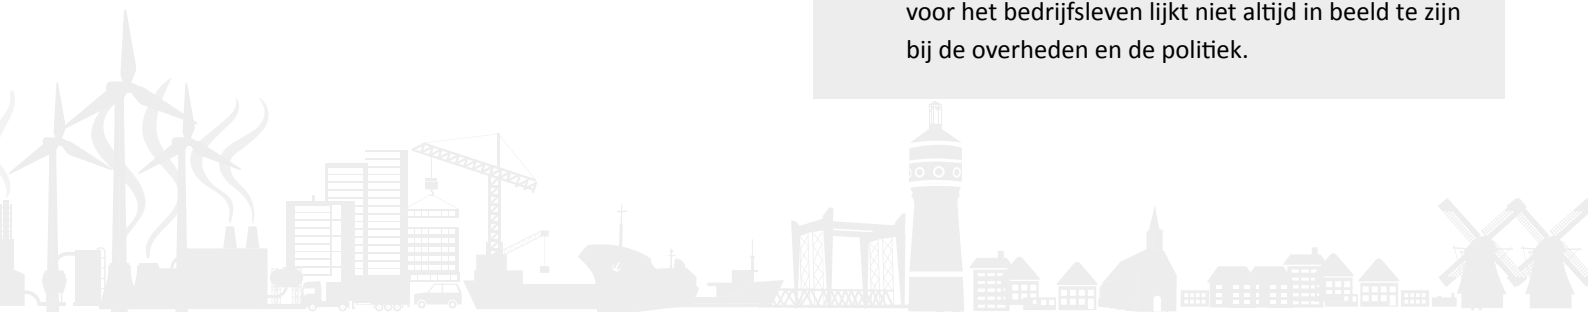 voor het bedrijfsleven lijkt niet altijd in beeld te zijn
bij de overheden en de politiek.